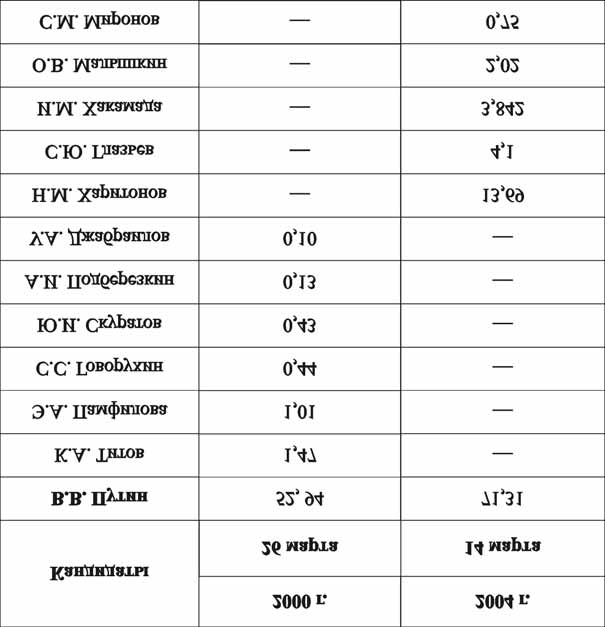 2000 г. 2004 г.
Кандидаты
26 марта 14 марта
В.В. Путин 52, 94 71,31
К.А. Титов 1,47 —
Э.А. Памфилова 1,01 —
С.С. Говорухин 0,44 —
Ю.И. Скуратов 0,43 —
А.И. Подберезкин 0,13 —
У.А. Джабраилов 0,10 —
Н.М. Харитонов — 13,69
С.Ю. Глазьев — 4,1
И.М. Хакамада — 3,842
О.В. Малышкин — 2,02
С.М. Миронов — 0,75